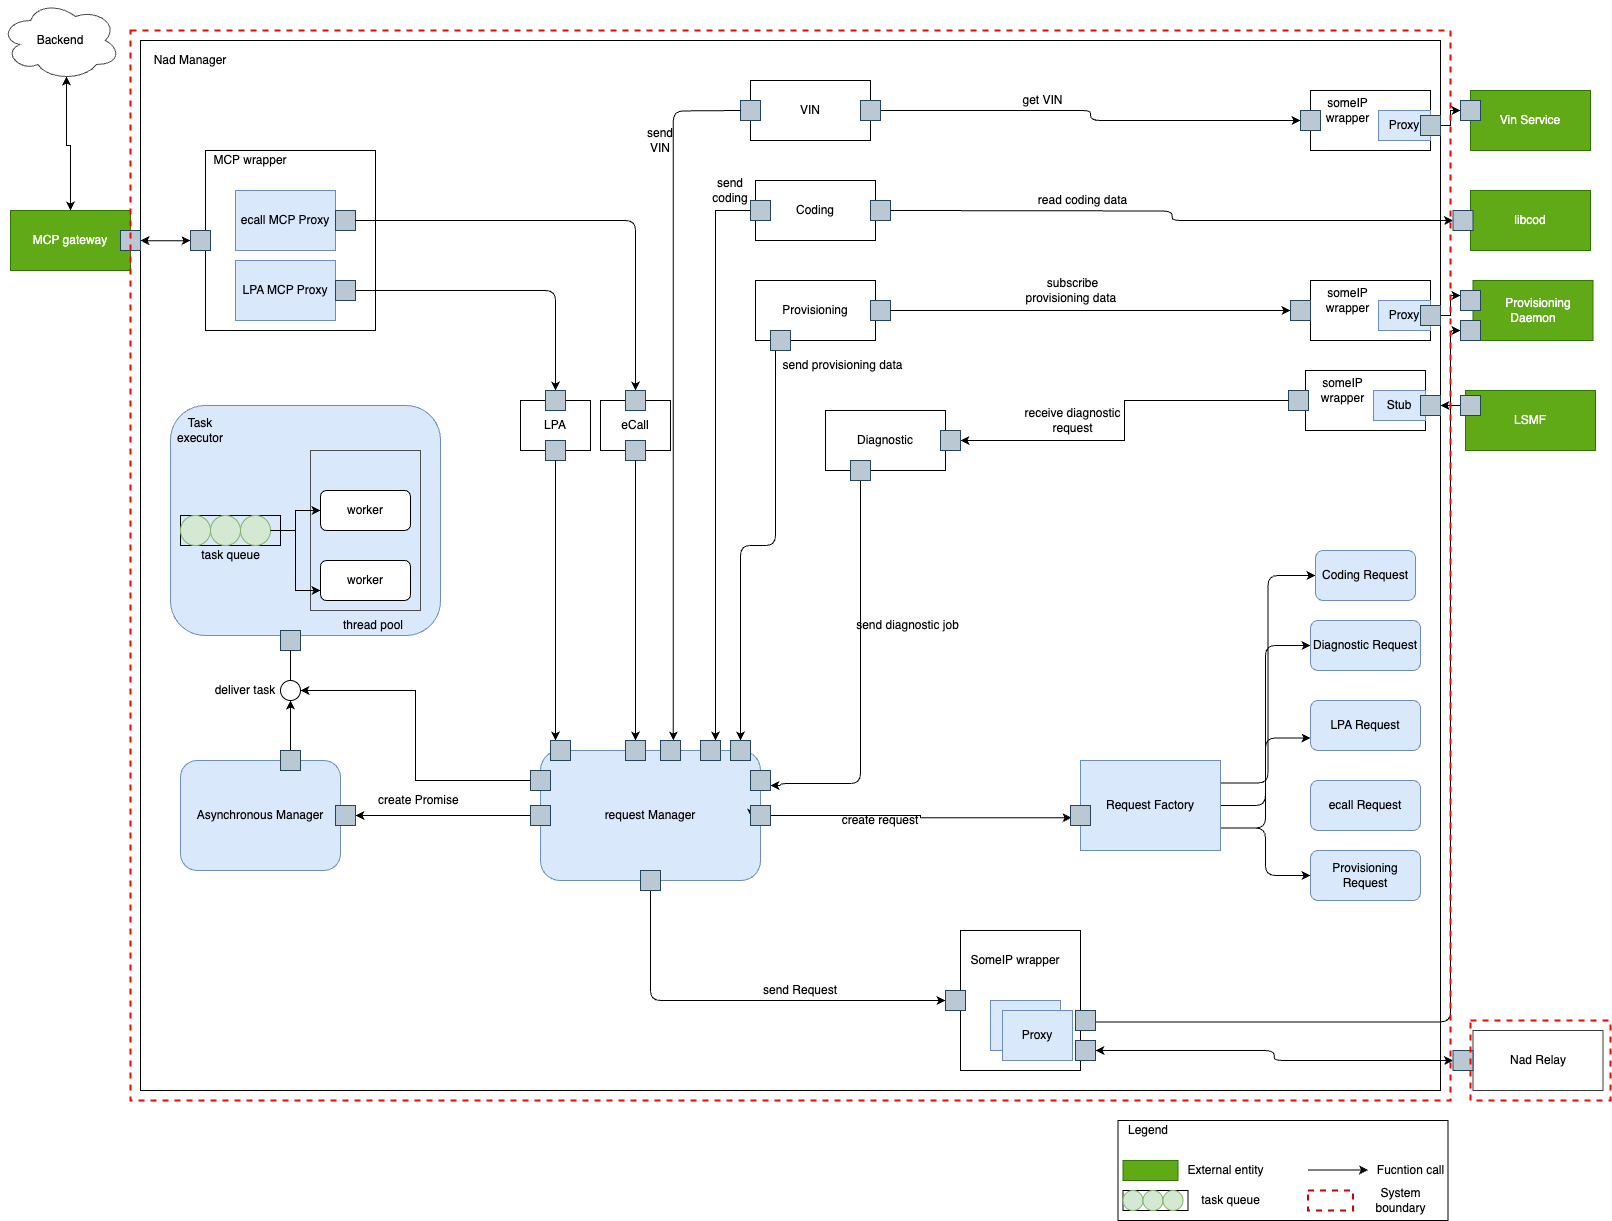 Backend
Nad Manager
MCP gateway
MCP wrapper
ecall MCP Proxy
LPA MCP Proxy
VIN
send
VIN
get VIN
someIP
wrapper
Proxy
Vin Service
send
coding
Coding
read coding data
libcod
Provisioning
subscribe
provisioning data
send provisioning data
someIP
wrapper
Proxy
Provisioning
Daemon
someIP
wrapper
Stub
LSMF
receive diagnostic
request
Diagnostic
LPA
eCall
Task
executor
worker
worker
task queue
thread pool
deliver task
send diagnostic job
Coding Request
Diagnostic Request
LPA Request
ecall Request
Provisioning
Request
Asynchronous Manager
create Promise
request Manager
create request
Request Factory
send Request
SomeIP wrapper
Proxy
Nad Relay
Legend
External entity
Fucntion call
task queue
System
boundary